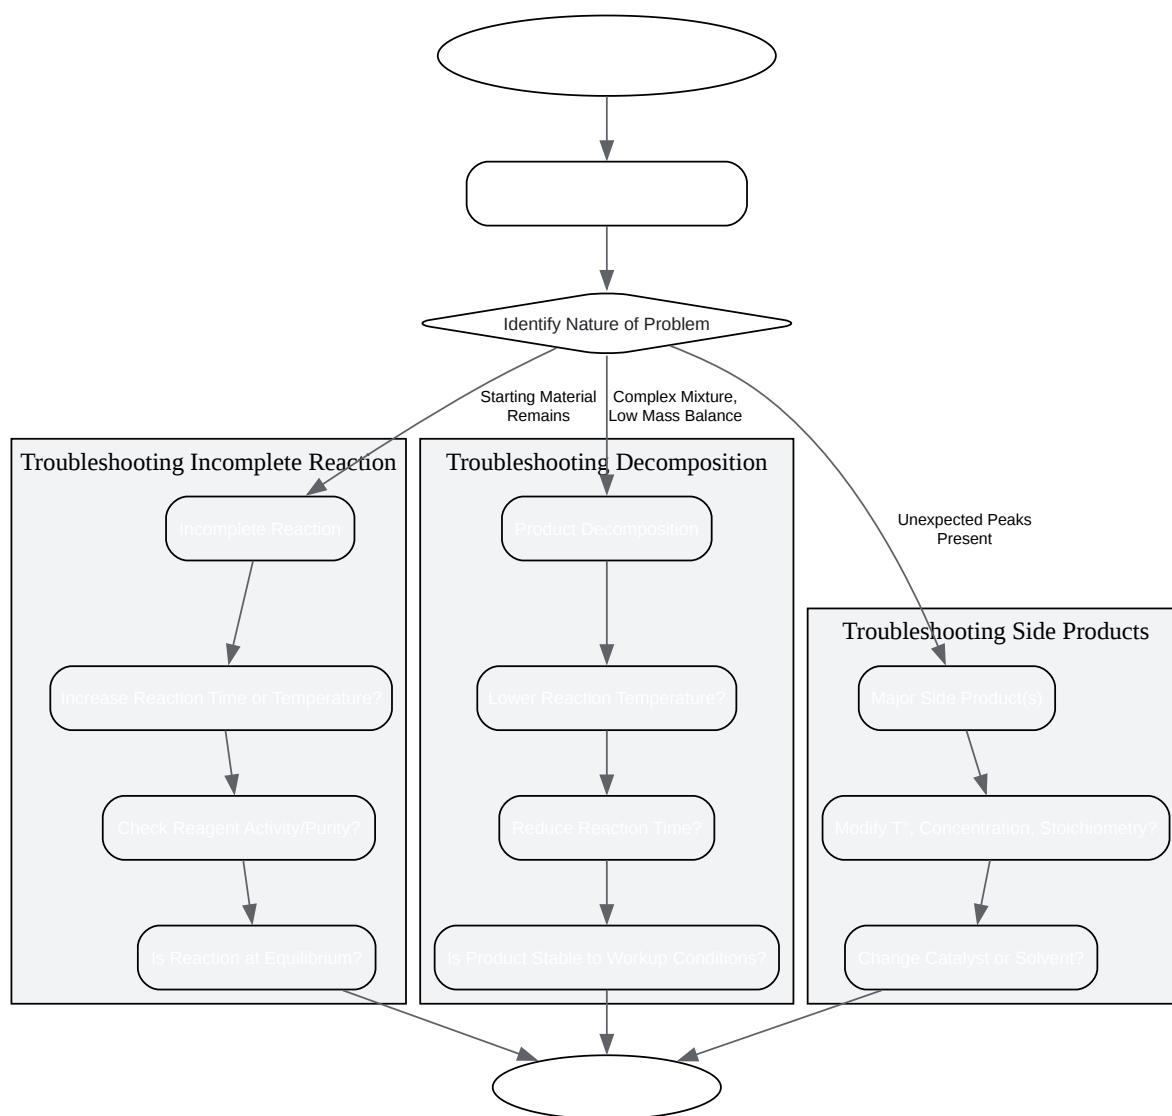 Identify Nature of Problem
Starting Material
Remains
Complex Mixture,
Low Mass Balance
Unexpected Peaks
Present
Troubleshooting Incomplete Reaction
Troubleshooting Decomposition
Troubleshooting Side Products
Incomplete Reaction
Product Decomposition
Increase Reaction Time or Temperature?
Lower Reaction Temperature?
Major Side Product(s)
Check Reagent Activity/Purity?
Reduce Reaction Time?
Modify T°, Concentration, Stoichiometry?
Is Reaction at Equilibrium?
Is Product Stable to Workup Conditions?
Change Catalyst or Solvent?